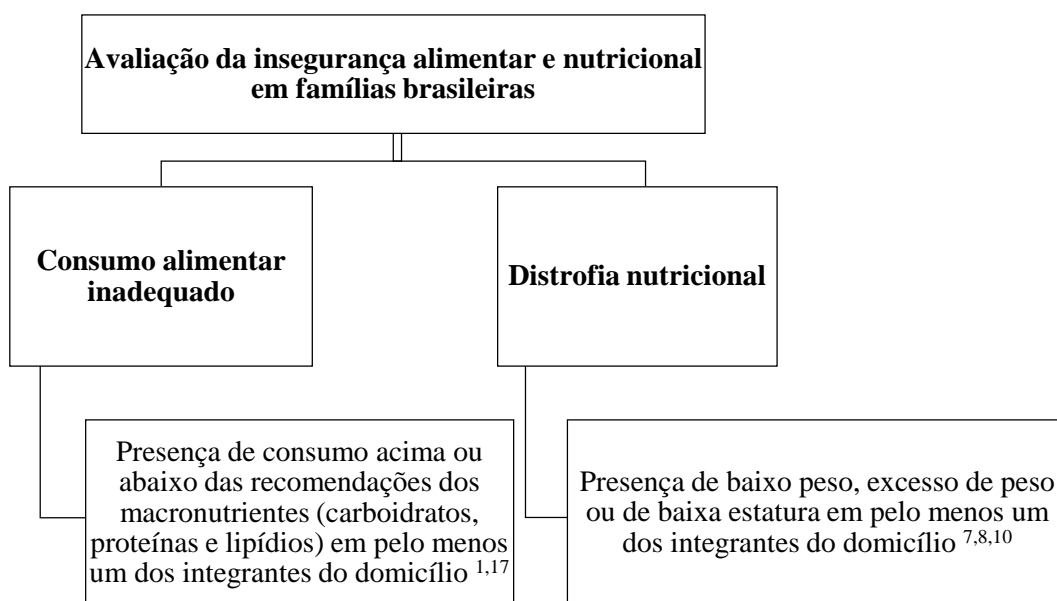 Avaliação da insegurança alimentar e nutricional
em famílias brasileiras
Consumo alimentar
inadequado
Distrofia nutricional
Presença de consumo acima ou
abaixo das recomendações dos
macronutrientes (carboidratos,
proteínas e lipídios) em pelo menos
um dos integrantes do domicílio 1,17
Presença de baixo peso, excesso de peso
ou de baixa estatura em pelo menos um
dos integrantes do domicílio 7,8,10